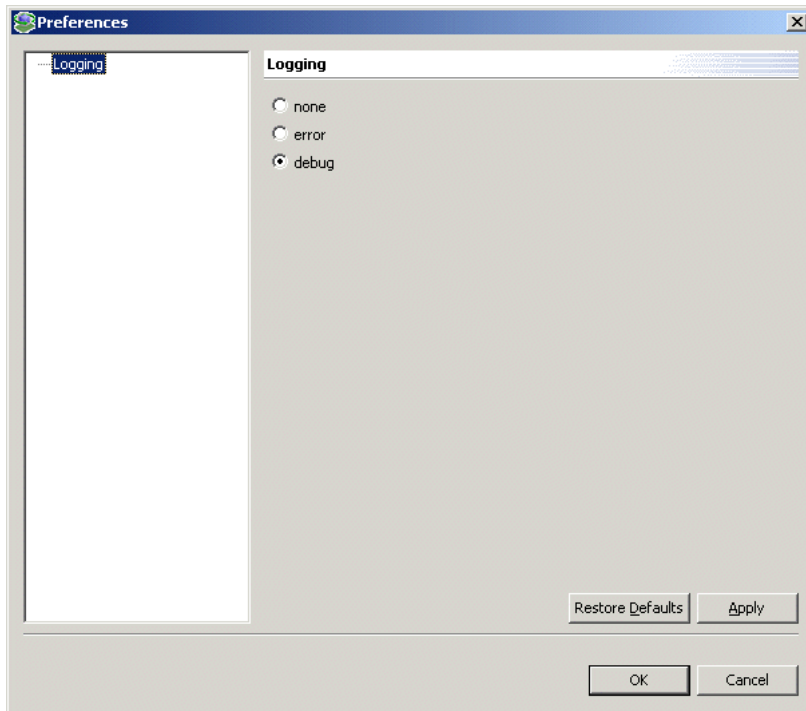 Preferences
Logging
Logging
none
error
debug
Restore Defaults
Apply
OK
Cancel